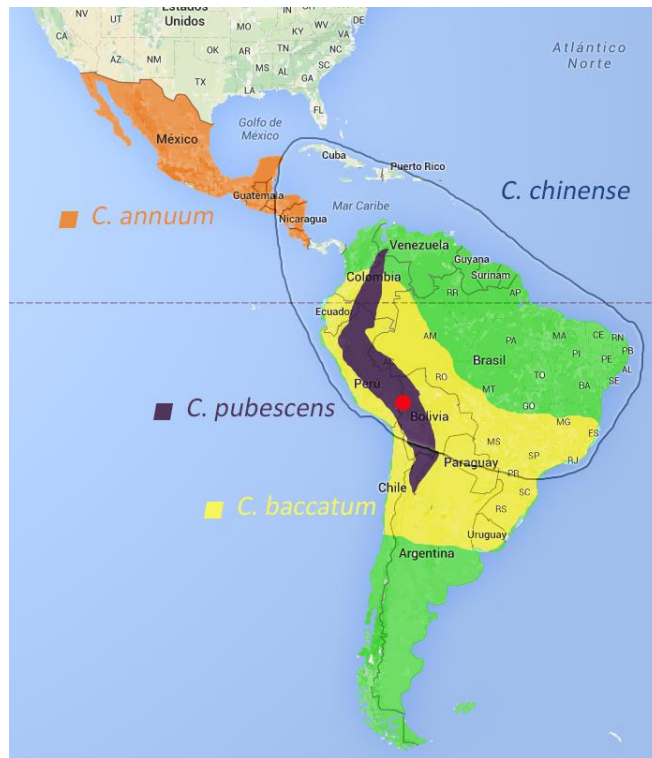 Estados
Unidos
NV
UT
CA
AZ
NM
TX
OK
MO
AR
MS
LA
AL
TN
IN
KY
WV
VA
DE
NC
SC
GA
FL
Atlántico
Norte
Golfo de
México
México
Cuba
Puerto Rico
C. chinense
Guatemala
Mar Caribe
C. annuum
Nicaragua
Venezuela
Guyana
Surinam
Colombia
RR
AP
Ecuador
AM
PA
MA
CE
RN
PB
PI
PE
AL
SE
AC
Brasil
TO
BA
RO
MT
Perú
GO
C. pubescens
Bolivia
MG
ES
MS
SP
RJ
Paraguay
PR
Chile
SC
C. baccatum
RS
Uruguay
Argentina